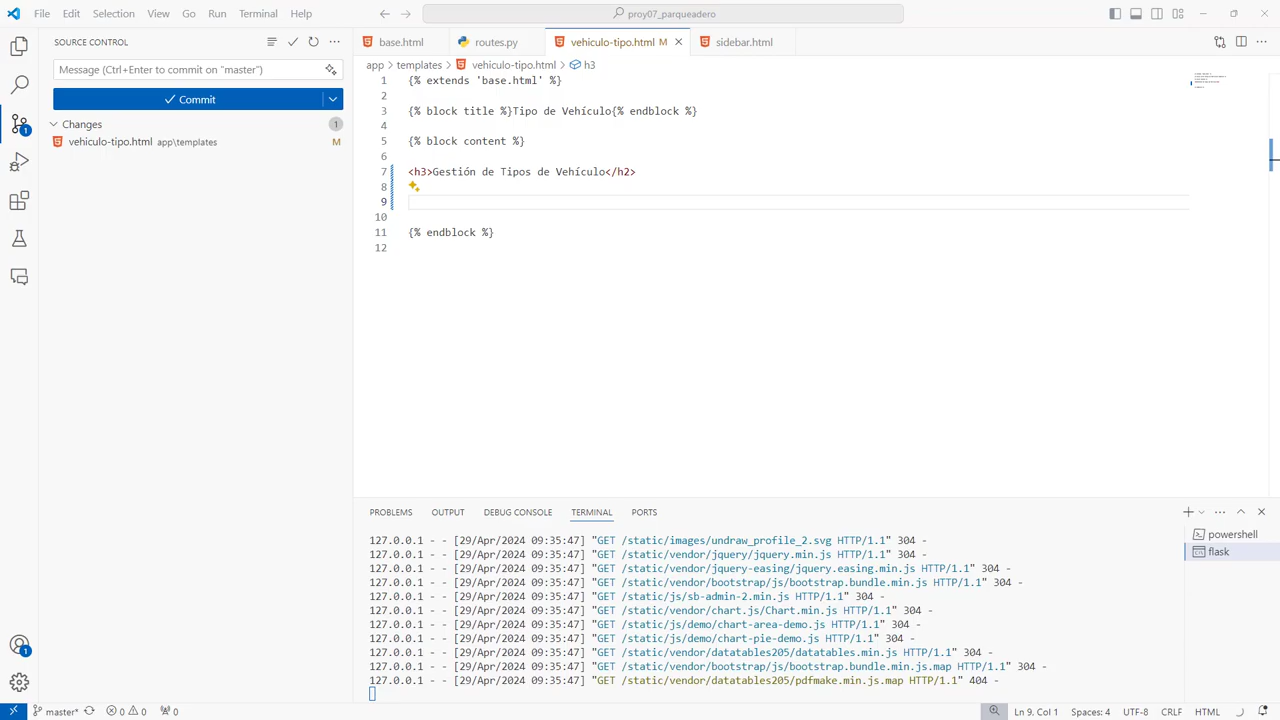 File Edit Selection View Go Run Terminal Help
proy07_parqueadero
SOURCE CONTROL
base.html
routes.py
vehiculo-tipo.html M
sidebar.html
Message (Ctrl+Enter to commit on "master")
Commit
Changes 1
vehiculo-tipo.html app\templates M
app > templates > vehiculo-tipo.html > h3
1 {% extends 'base.html' %}
2
3 {% block title %}Tipo de Vehículo{% endblock %}
4
5 {% block content %}
6
7 <h3>Gestión de Tipos de Vehículo</h2>
8
9
10
11 {% endblock %}
12
PROBLEMS OUTPUT DEBUG CONSOLE TERMINAL PORTS
powershell
flask
127.0.0.1 - - [29/Apr/2024 09:35:47] "GET /static/images/undraw_profile_2.svg HTTP/1.1" 304 -
127.0.0.1 - - [29/Apr/2024 09:35:47] "GET /static/vendor/jquery/jquery.min.js HTTP/1.1" 304 -
127.0.0.1 - - [29/Apr/2024 09:35:47] "GET /static/vendor/jquery-easing/jquery.easing.min.js HTTP/1.1" 304 -
127.0.0.1 - - [29/Apr/2024 09:35:47] "GET /static/vendor/bootstrap/js/bootstrap.bundle.min.js HTTP/1.1" 304 -
127.0.0.1 - - [29/Apr/2024 09:35:47] "GET /static/js/sb-admin-2.min.js HTTP/1.1" 304 -
127.0.0.1 - - [29/Apr/2024 09:35:47] "GET /static/vendor/chart.js/Chart.min.js HTTP/1.1" 304 -
127.0.0.1 - - [29/Apr/2024 09:35:47] "GET /static/js/demo/chart-area-demo.js HTTP/1.1" 304 -
127.0.0.1 - - [29/Apr/2024 09:35:47] "GET /static/js/demo/chart-pie-demo.js HTTP/1.1" 304 -
127.0.0.1 - - [29/Apr/2024 09:35:47] "GET /static/vendor/datatables205/datatables.min.js HTTP/1.1" 304 -
127.0.0.1 - - [29/Apr/2024 09:35:47] "GET /static/vendor/bootstrap/js/bootstrap.bundle.min.js.map HTTP/1.1" 304 -
127.0.0.1 - - [29/Apr/2024 09:35:47] "GET /static/vendor/datatables205/pdfmake.min.js.map HTTP/1.1" 404 -
1
1
master* 0 0 0 Ln 9, Col 1 Spaces: 4 UTF-8 CRLF HTML